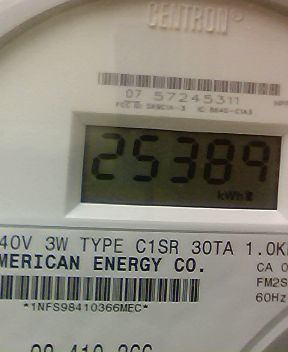 CENTRON®
07 57245311
25389
kWh
40V 3W TYPE C1SR 30TA 1.0K
MERICAN ENERGY CO.
CA 0
FM2S
60Hz
*1NFS98410366MEC*